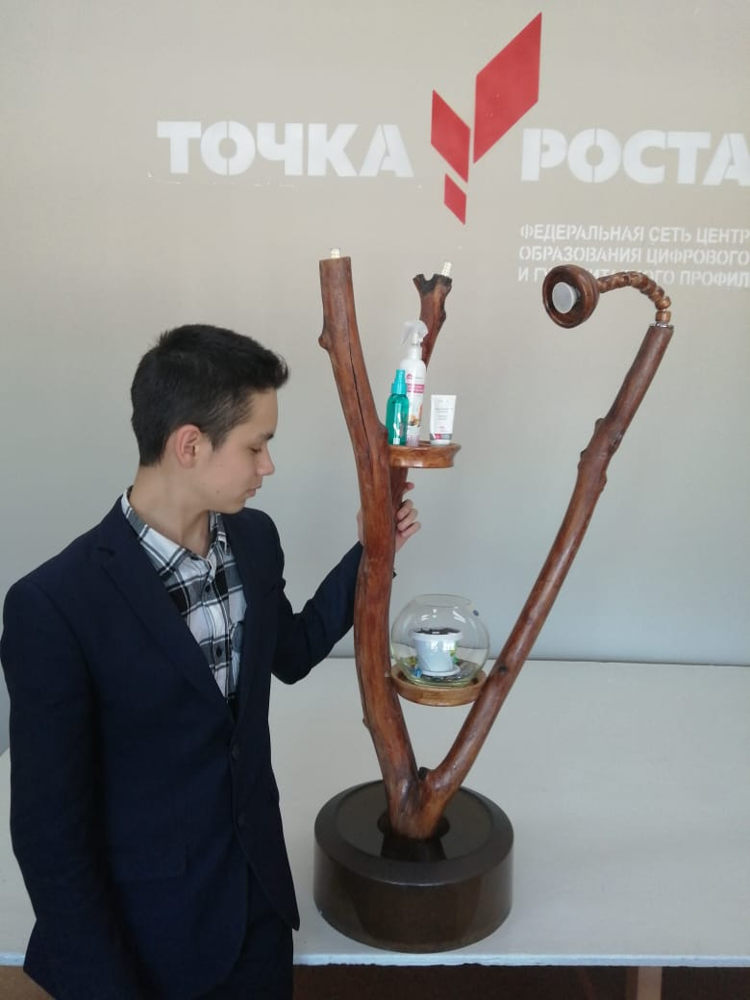 ТОЧКА РОСТА
ФЕДЕРАЛЬНАЯ СЕТЬ ЦЕНТР
ОБРАЗОВАНИЯ ЦИФРОВОГО
И ПРОФИЛ